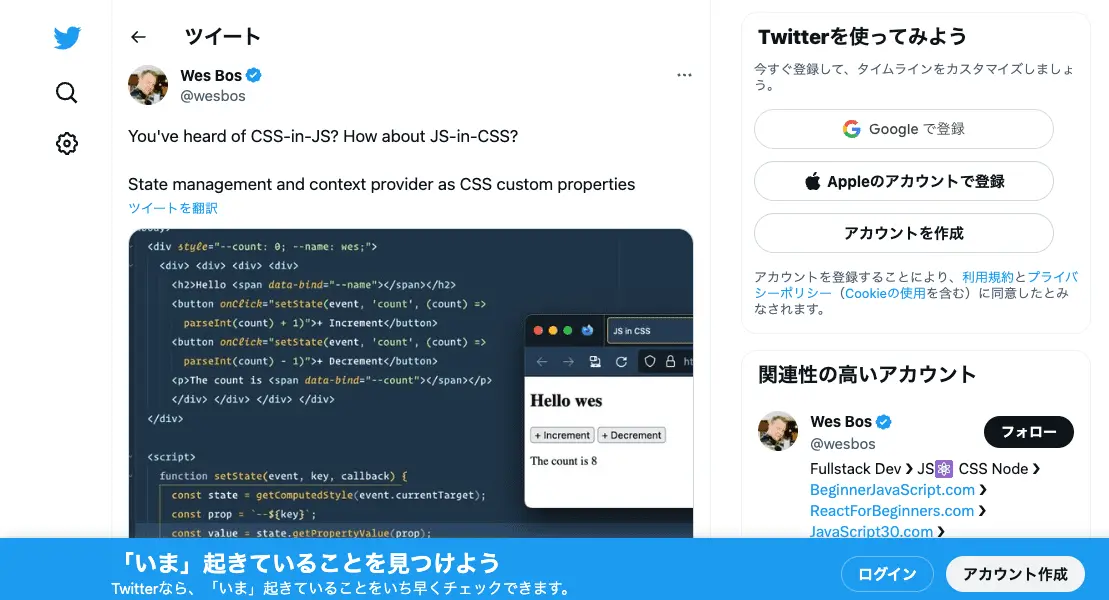 ツイート
Wes Bos
@wesbos
You've heard of CSS-in-JS? How about JS-in-CSS?
State management and context provider as CSS custom properties
ツイートを翻訳
<div style="--count: 0; --name: wes;">
<div> <div> <div> <div>
<h2>Hello <span data-bind="--name"></span></h2>
<button onClick="setState(event, 'count', (count) =>
parseInt(count) + 1)">+ Increment</button>
<button onClick="setState(event, 'count', (count) =>
parseInt(count) - 1)">+ Decrement</button>
<p>The count is <span data-bind="--count"></span></p>
</div> </div> </div> </div>
</div>
<script>
function setState(event, key, callback) {
const state = getComputedStyle(event.currentTarget);
const prop = `--${key}`;
const value = state.getPropertyValue(prop);
JS in CSS
Hello wes
+ Increment
+ Decrement
The count is 8
Twitterを使ってみよう
今すぐ登録して、タイムラインをカスタマイズしましょ
う。
Google で登録
Appleのアカウントで登録
アカウントを作成
アカウントを登録することにより、利用規約とプライバ
シーポリシー（Cookieの使用を含む）に同意したとみ
なされます。
関連性の高いアカウント
Wes Bos
@wesbos
フォロー
Fullstack Dev ❯ JS⚛ CSS Node ❯
BeginnerJavaScript.com ❯
ReactForBeginners.com ❯
JavaScript30.com ❯
「いま」起きていることを見つけよう
Twitterなら、「いま」起きていることをいち早くチェックできます。
ログイン
アカウント作成